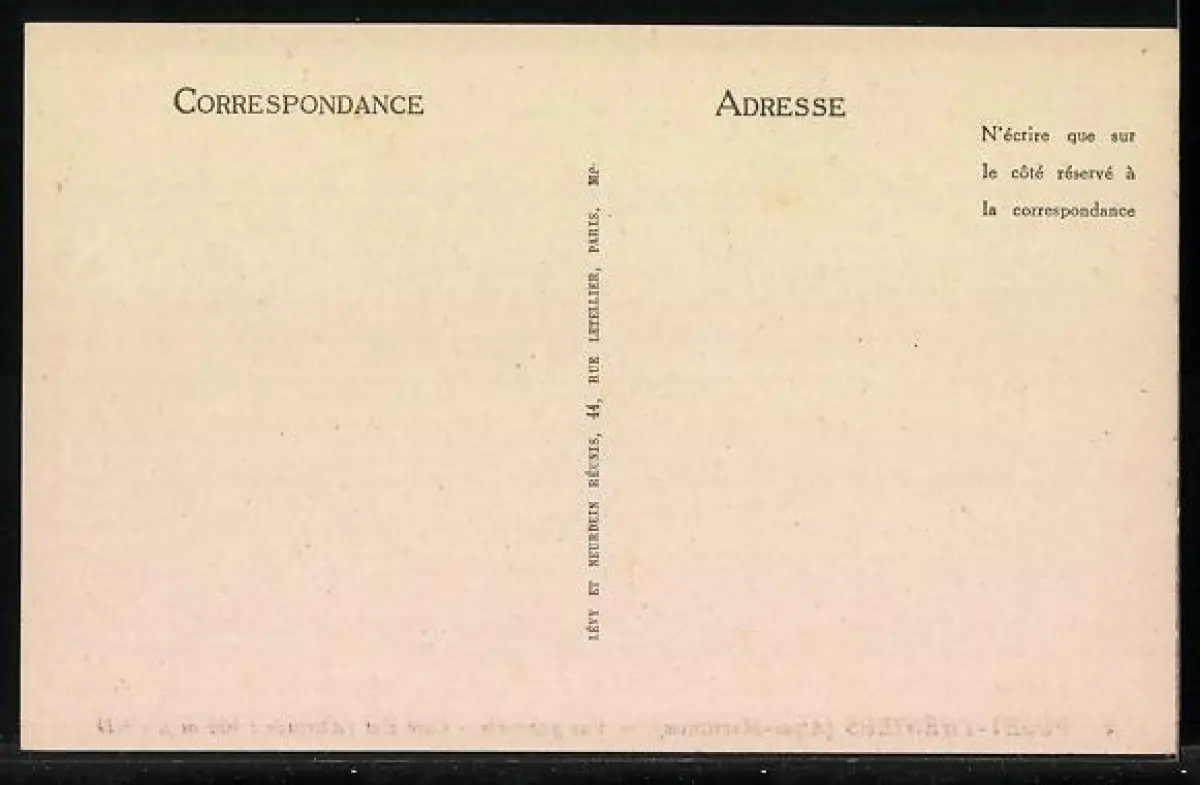 CORRESPONDANCE
ADRESSE
N'écrire que sur
le côté réservé à
la correspondance
LÉVY ET NEURDEIN RÉUNIS, 44, RUE LETELLIER, PARIS, MP.